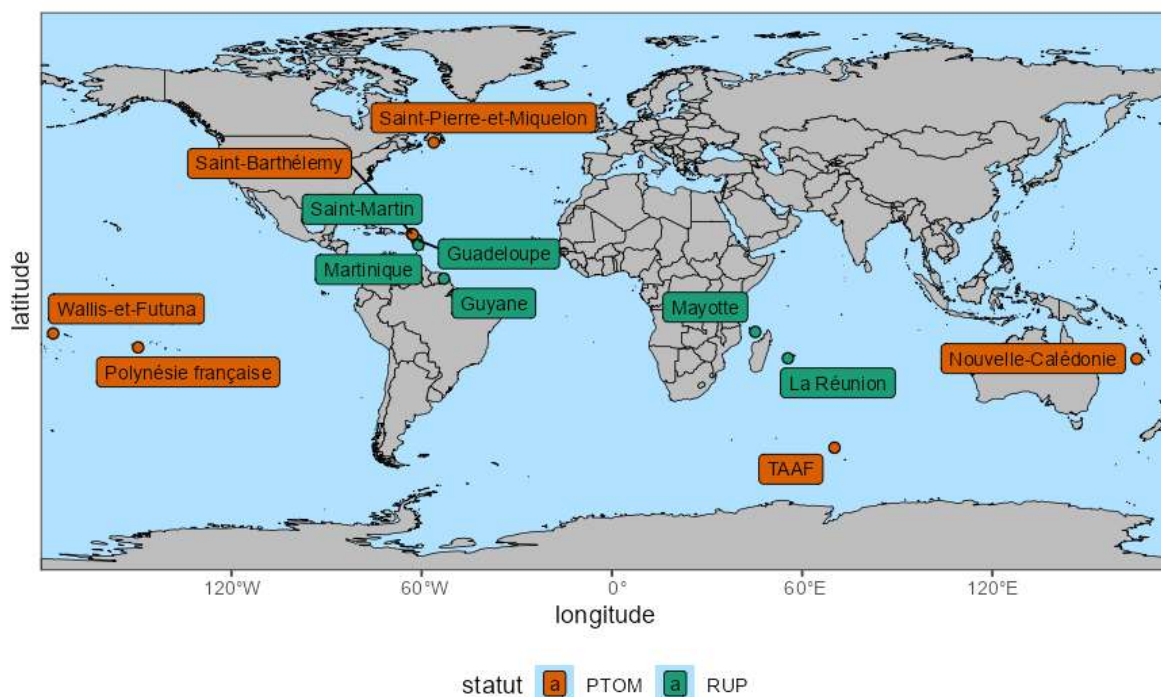 Saint-Pierre-et-Miquelon
Saint-Barthélemy
Saint-Martin
Guadeloupe
Martinique
Guyane
Mayotte
Wallis-et-Futuna
Polynésie française
Nouvelle-Calédonie
La Réunion
TAAF
latitude
120°W 60°W 0° 60°E 120°E
longitude
statut a PTOM a RUP